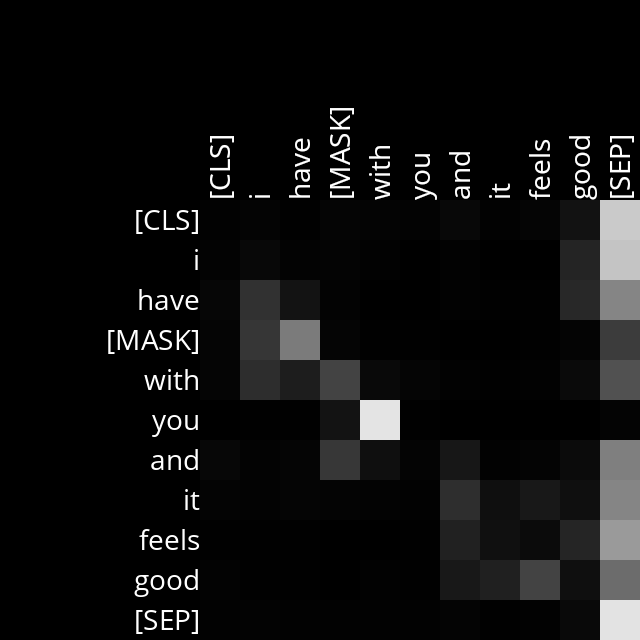 [CLS] i have [MASK] with you and it feels good [SEP]
[CLS]
i
have
[MASK]
with
you
and
it
feels
good
[SEP]